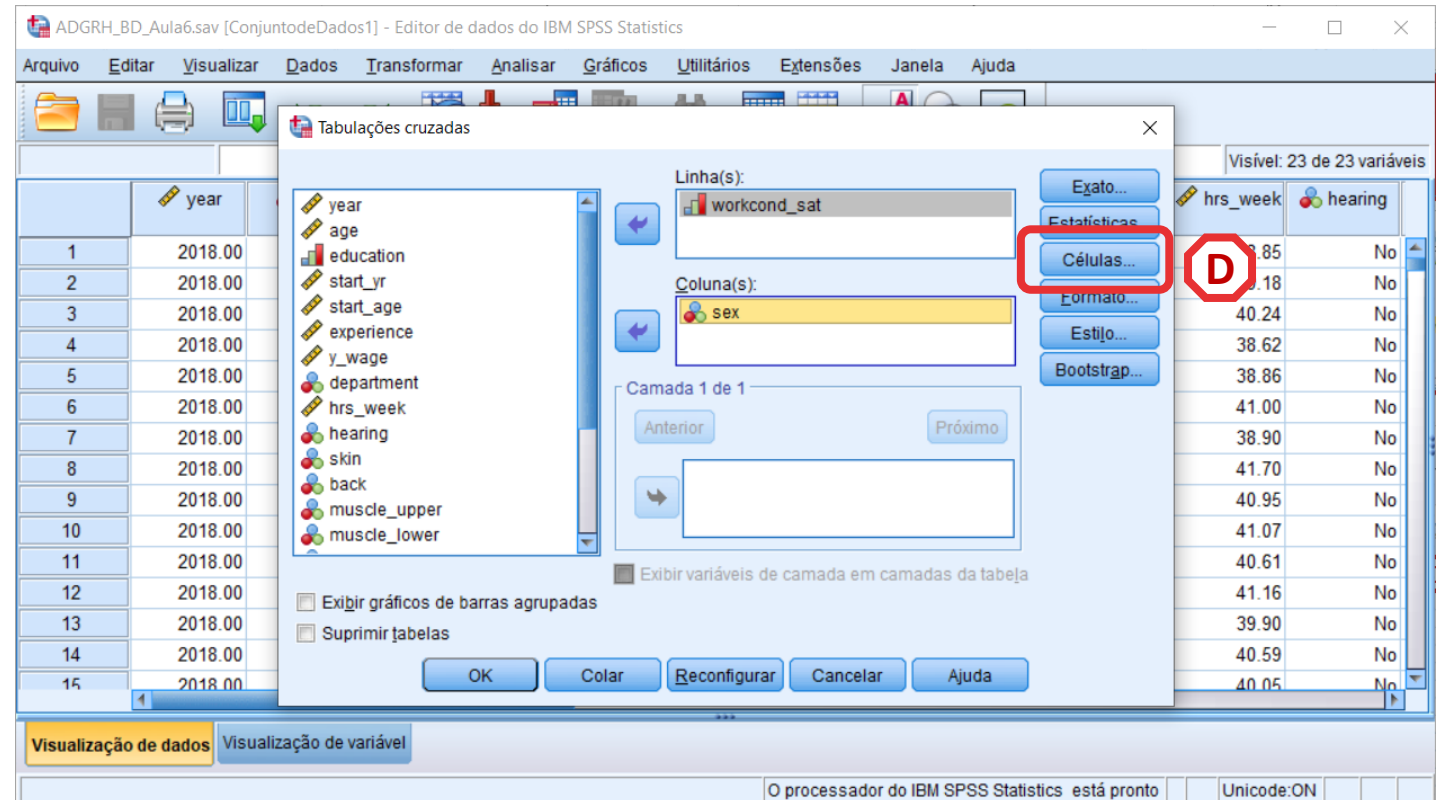 ADGRH_BD_Aula6.sav [ConjuntodeDados1] - Editor de dados do IBM SPSS Statistics
Arquivo Editar Visualizar Dados Transformar Analisar Gráficos Utilitários Extensões Janela Ajuda
Tabulações cruzadas
Visível: 23 de 23 variáveis
year
hrs_week hearing
1 2018.00 No
2 2018.00 No
3 2018.00 40.24 No
4 2018.00 38.62 No
5 2018.00 38.86 No
6 2018.00 41.00 No
7 2018.00 38.90 No
8 2018.00 41.70 No
9 2018.00 40.95 No
10 2018.00 41.07 No
11 2018.00 40.61 No
12 2018.00 41.16 No
13 2018.00 39.90 No
14 2018.00 40.59 No
15 2018.00 40.05 No
year
age
education
start_yr
start_age
experience
y_wage
department
hrs_week
hearing
skin
back
muscle_upper
muscle_lower
Linha(s):
workcond_sat
Coluna(s):
sex
Camada 1 de 1
Anterior Próximo
Exibir variáveis de camada em camadas da tabela
Exibir gráficos de barras agrupadas
Suprimir tabelas
Exato...
Estatísticas...
Células...
D
Formato...
Estilo...
Bootstrap...
OK Colar Reconfigurar Cancelar Ajuda
Visualização de dados Visualização de variável
O processador do IBM SPSS Statistics está pronto Unicode:ON